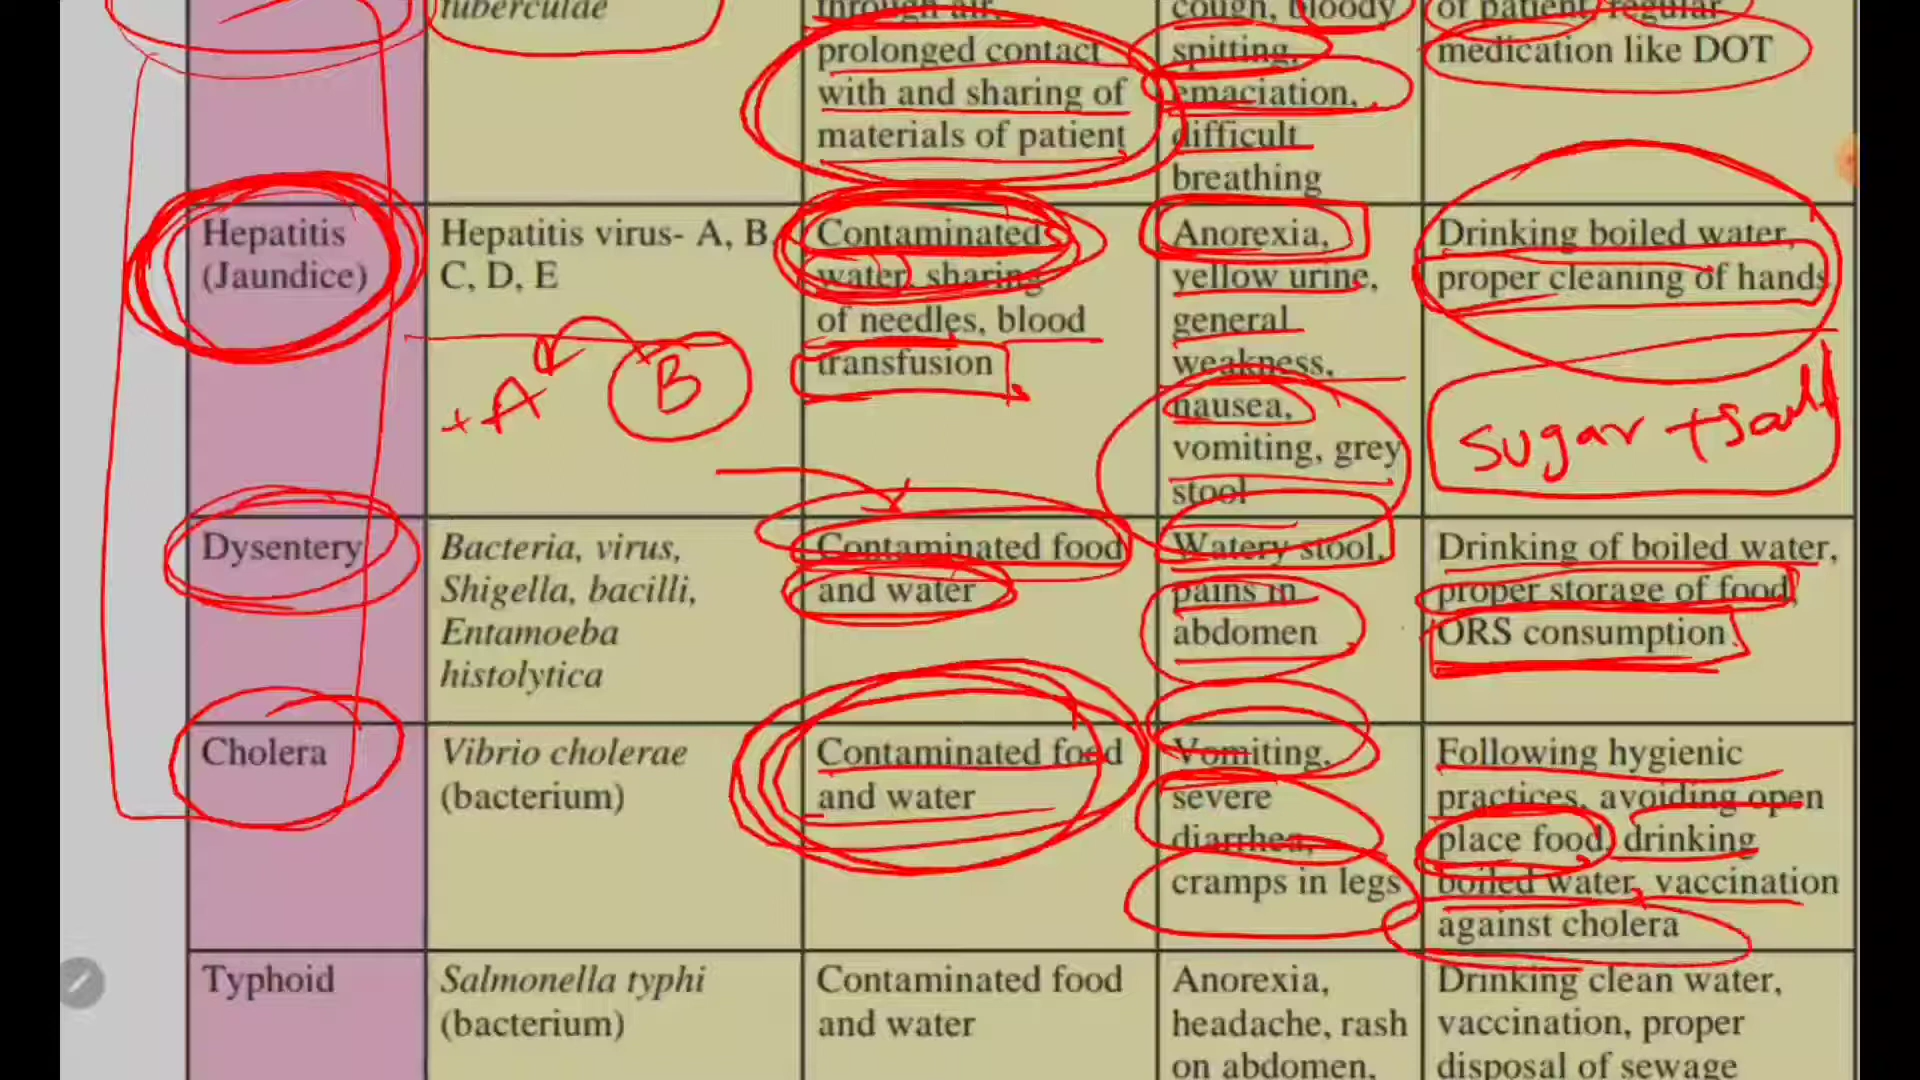 tuberculae
through air,
prolonged contact
with and sharing of
materials of patient
cough, bloody
spitting,
emaciation,
difficult
breathing
of patient, regular
medication like DOT
Hepatitis
(Jaundice)
Hepatitis virus- A, B,
C, D, E
+ A B
Contaminated
water, sharing
of needles, blood
transfusion
Anorexia,
yellow urine,
general
weakness,
nausea,
vomiting, grey
stool
Drinking boiled water,
proper cleaning of hands
sugar + salt
Dysentery
Bacteria, virus,
Shigella, bacilli,
Entamoeba
histolytica
Contaminated food
and water
Watery stool,
pains in
abdomen
Drinking of boiled water,
proper storage of food,
ORS consumption
Cholera
Vibrio cholerae
(bacterium)
Contaminated food
and water
Vomiting,
severe
diarrhea,
cramps in legs
Following hygienic
practices, avoiding open
place food, drinking
boiled water, vaccination
against cholera
Typhoid
Salmonella typhi
(bacterium)
Contaminated food
and water
Anorexia,
headache, rash
on abdomen,
Drinking clean water,
vaccination, proper
disposal of sewage